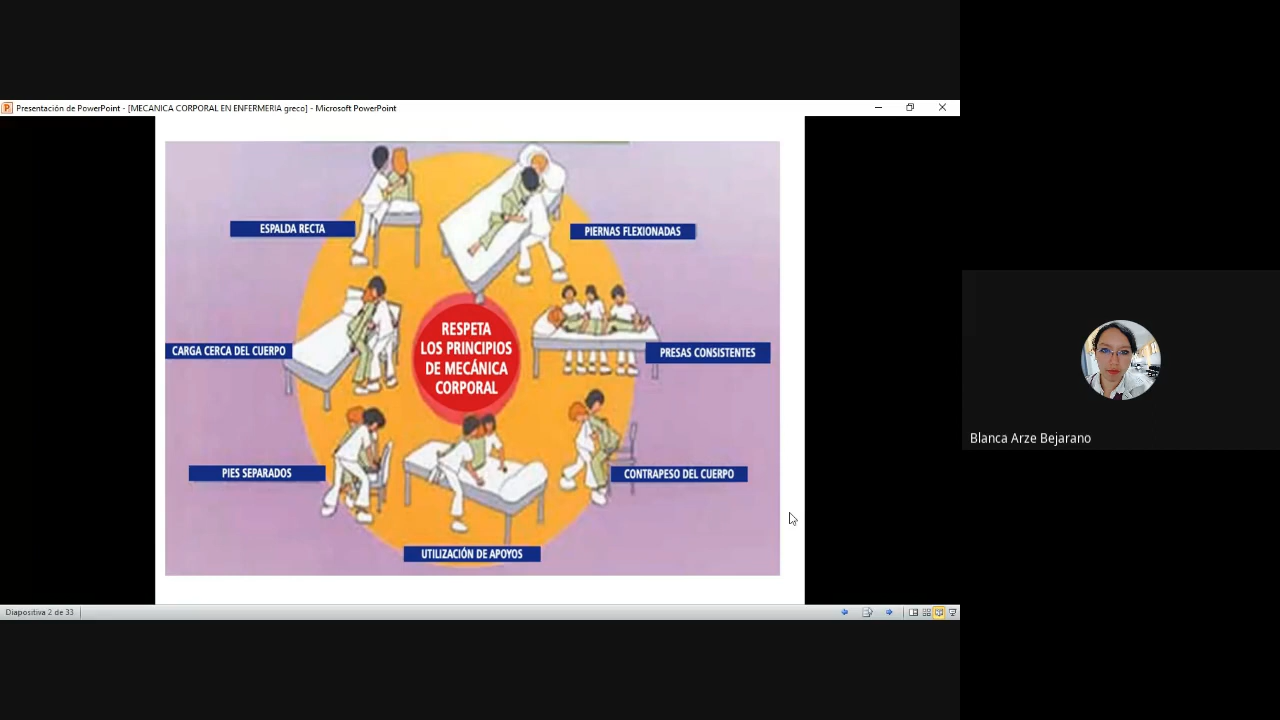 Presentación de PowerPoint - [MECANICA CORPORAL EN ENFERMERIA greco] - Microsoft PowerPoint
ESPALDA RECTA
PIERNAS FLEXIONADAS
RESPETA
LOS PRINCIPIOS
DE MECÁNICA
CORPORAL
CARGA CERCA DEL CUERPO
PRESAS CONSISTENTES
PIES SEPARADOS
CONTRAPESO DEL CUERPO
UTILIZACIÓN DE APOYOS
Diapositiva 2 de 33
Blanca Arze Bejarano